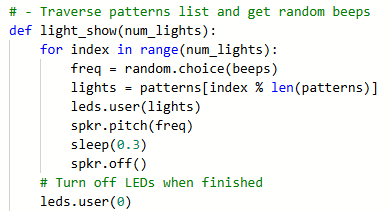 # - Traverse patterns list and get random beeps
def light_show(num_lights):
    for index in range(num_lights):
        freq = random.choice(beeps)
        lights = patterns[index % len(patterns)]
        leds.user(lights)
        spkr.pitch(freq)
        sleep(0.3)
        spkr.off()
    # Turn off LEDs when finished
    leds.user(0)